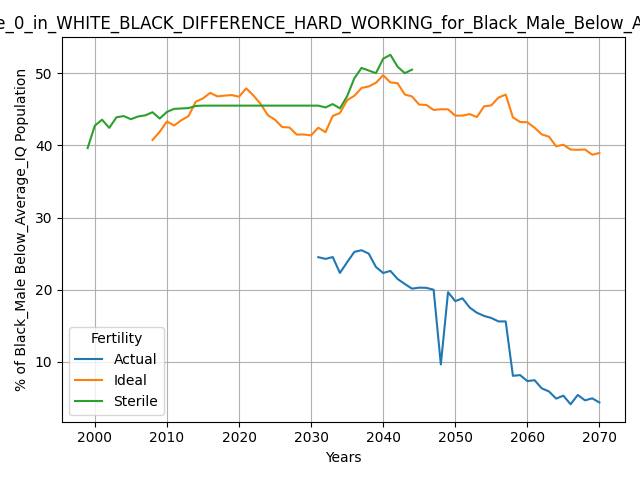 e_0_in_WHITE_BLACK_DIFFERENCE_HARD_WORKING_for_Black_Male_Below_A
% of Black_Male Below_Average_IQ Population
50
40
30
20
10
Fertility
Actual
Ideal
Sterile
2000 2010 2020 2030 2040 2050 2060 2070
Years